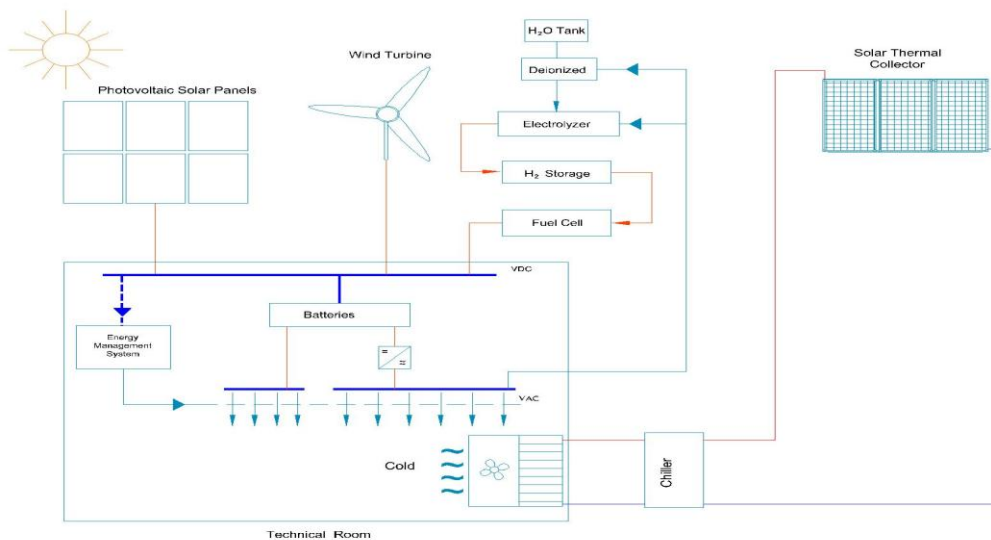 H₂O Tank
Wind Turbine
Solar Thermal
Collector
Deionized
Photovoltaic Solar Panels
Electrolyzer
H₂ Storage
Fuel Cell
VDC
Batteries
Energy
Management
System
=
≈
VAC
Cold
Chiller
Technical Room